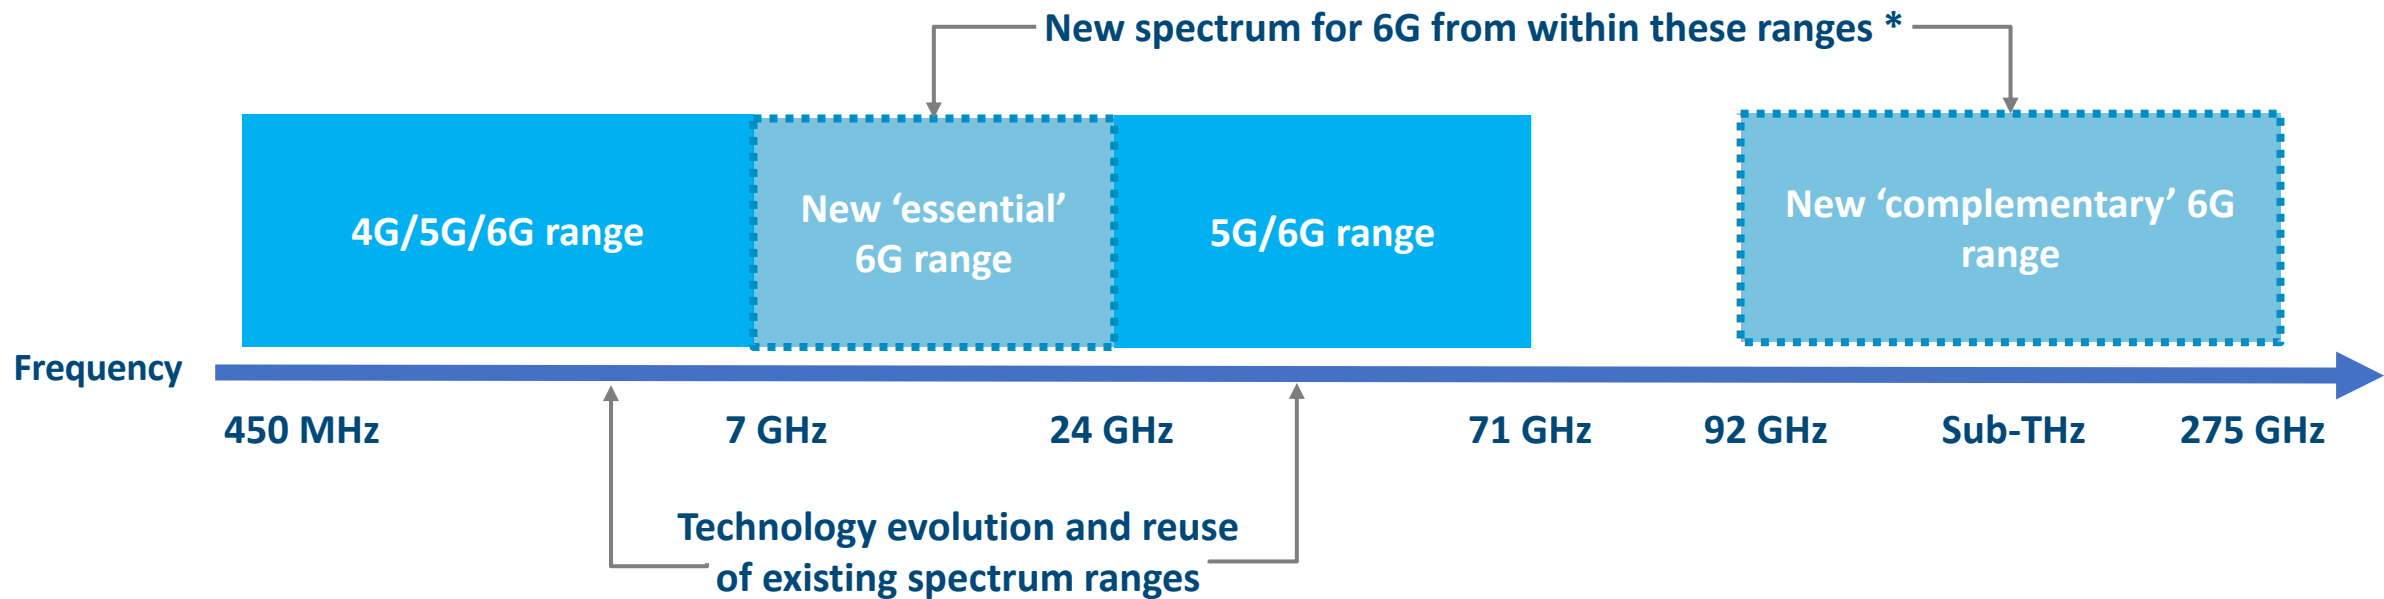 New spectrum for 6G from within these ranges *
4G/5G/6G range
New ‘essential’
6G range
5G/6G range
New ‘complementary’ 6G
range
Frequency
450 MHz
7 GHz
24 GHz
71 GHz
92 GHz
Sub-THz
275 GHz
Technology evolution and reuse
of existing spectrum ranges